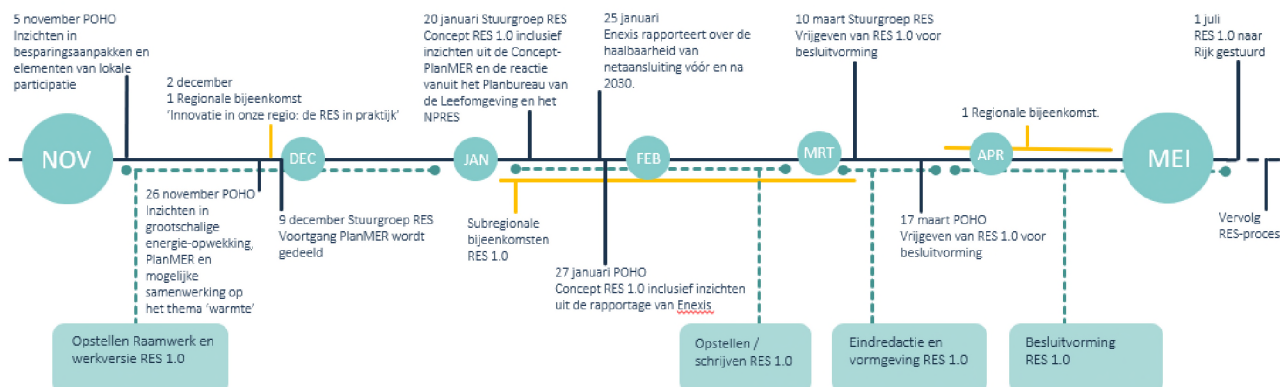 5 november POHO
Inzichten in
besparingsaanpakken en
elementen van lokale
participatie
2 december
1 Regionale bijeenkomst
‘Innovatie in onze regio: de RES in praktijk’
20 januari Stuurgroep RES
Concept RES 1.0 inclusief
inzichten uit de Concept-
PlanMER en de reactie
vanuit het Planbureau van
de Leefomgeving en het
NPRES
25 januari
Enexis rapporteert over de
haalbaarheid van
netaansluiting vóór en na
2030.
10 maart Stuurgroep RES
Vrijgeven van RES 1.0 voor
besluitvorming
1 Regionale bijeenkomst.
1 juli
RES 1.0 naar
Rijk gestuurd
NOV
DEC
JAN
FEB
MRT
APR
MEI
26 november POHO
Inzichten in
grootschalige
energie-opwekking,
PlanMER en
mogelijke
samenwerking op
het thema ‘warmte’
9 december Stuurgroep RES
Voortgang PlanMER wordt
gedeeld
Subregionale
bijeenkomsten
RES 1.0
27 januari POHO
Concept RES 1.0 inclusief inzichten
uit de rapportage van Enexis
17 maart POHO
Vrijgeven van RES 1.0 voor
besluitvorming
Vervolg
RES-proces
Opstellen Raamwerk en
werkversie RES 1.0
Opstellen /
schrijven RES 1.0
Eindredactie en
vormgeving RES 1.0
Besluitvorming
RES 1.0